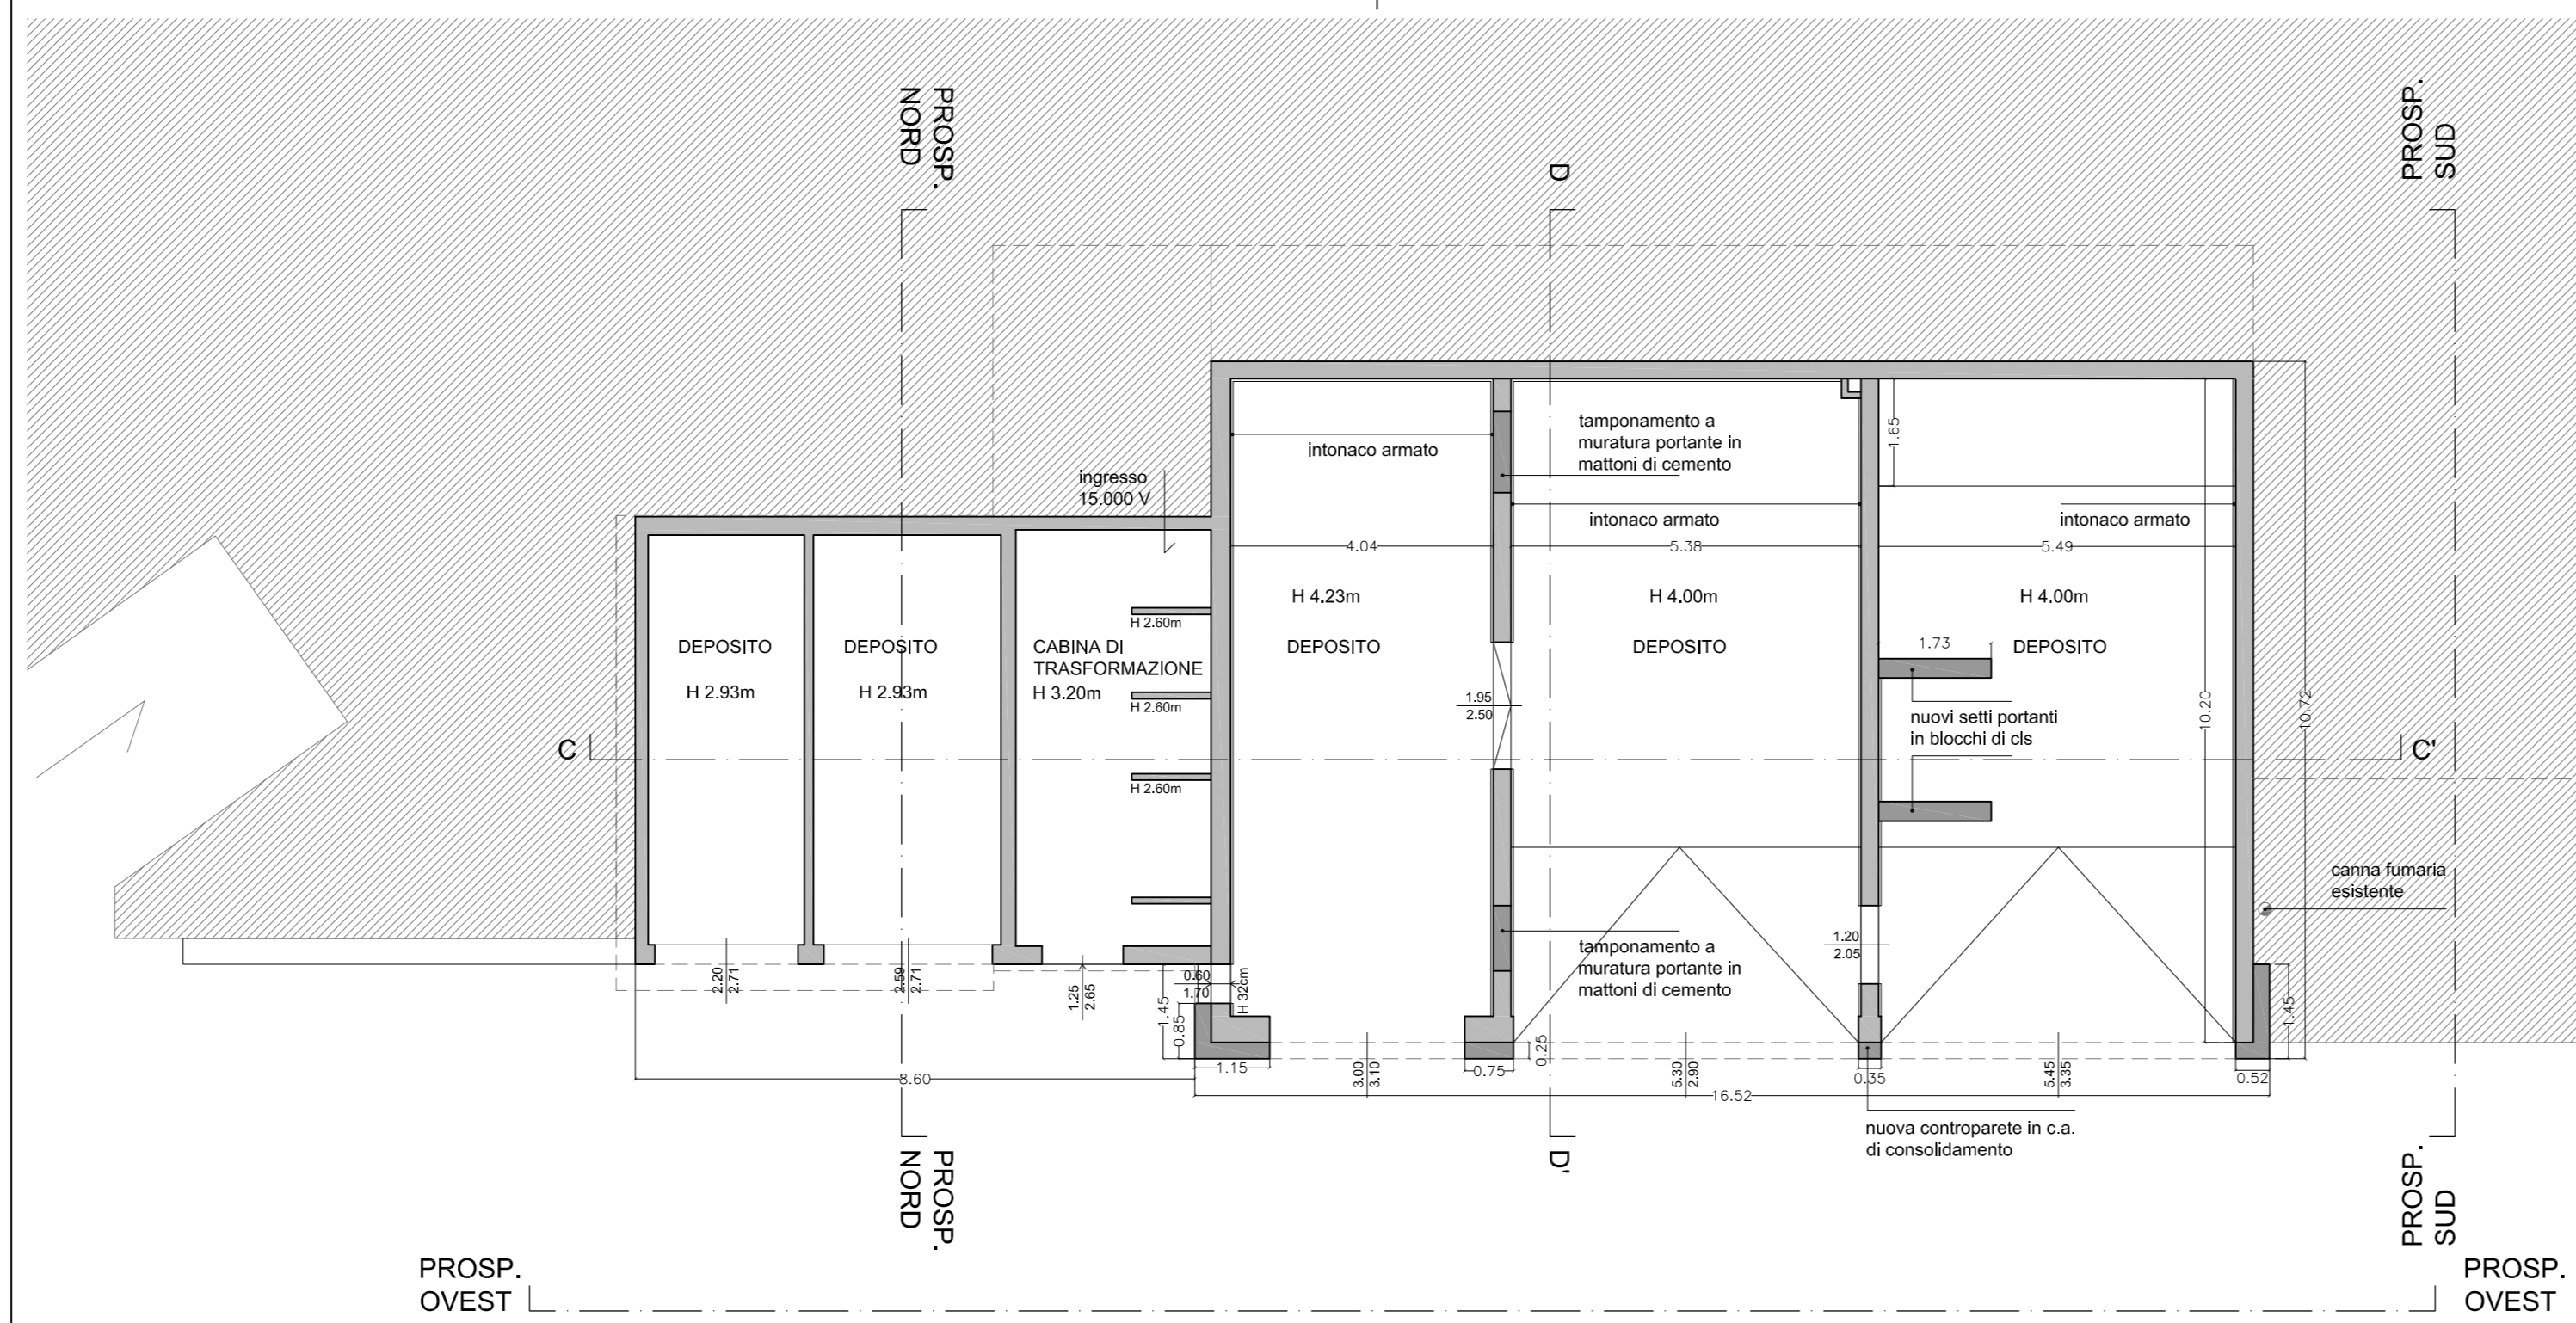 PROSP.
NORD
D
PROSP.
SUD
tamponamento a
muratura portante in
mattoni di cemento
1.65
intonaco armato
ingresso
15.000 V
intonaco armato
intonaco armato
4.04
5.38
5.49
H 4.23m
H 4.00m
H 4.00m
H 2.60m
DEPOSITO
DEPOSITO
CABINA DI
TRASFORMAZIONE
H 3.20m
DEPOSITO
DEPOSITO
1.73
DEPOSITO
H 2.93m
H 2.93m
H 2.60m
1.95
2.50
nuovi setti portanti
in blocchi di cls
10.20
10.72
C
C'
H 2.60m
canna fumaria
esistente
tamponamento a
muratura portante in
mattoni di cemento
1.20
2.05
2.20
2.71
2.59
2.71
1.25
2.65
0.60
1.70
H 32cm
1.45
0.85
1.45
1.15
0.75
0.25
3.00
3.10
5.30
2.90
0.35
5.45
3.35
0.52
8.60
16.52
nuova controparete in c.a.
di consolidamento
PROSP.
NORD
D'
PROSP.
SUD
PROSP.
OVEST
PROSP.
OVEST